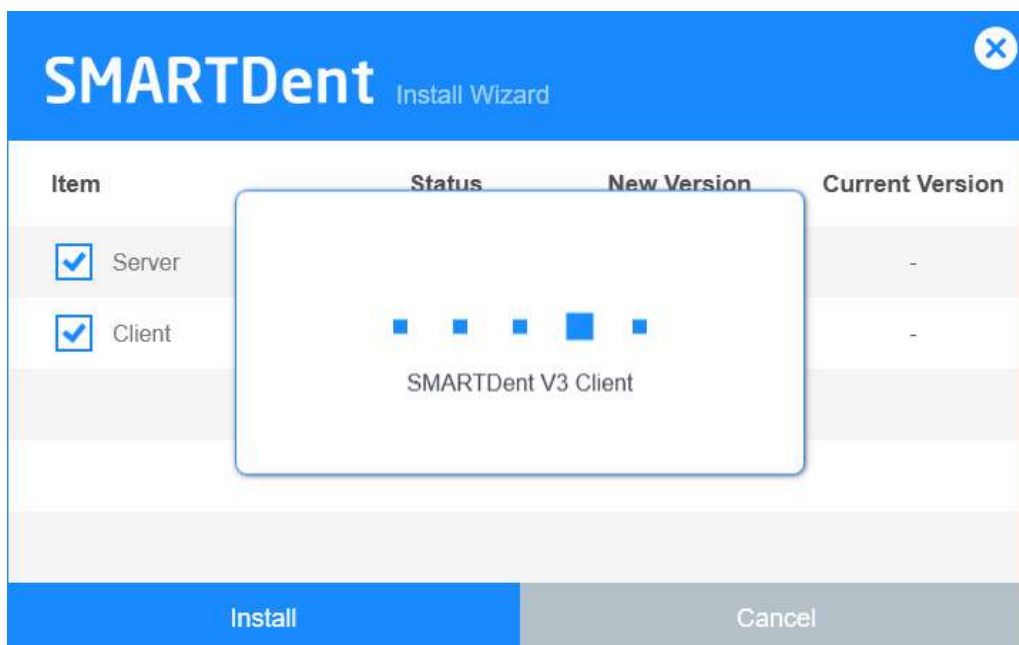 SMARTDent Install Wizard
Item Status New Version Current Version
Server -
Client -
SMARTDent V3 Client
Install Cancel